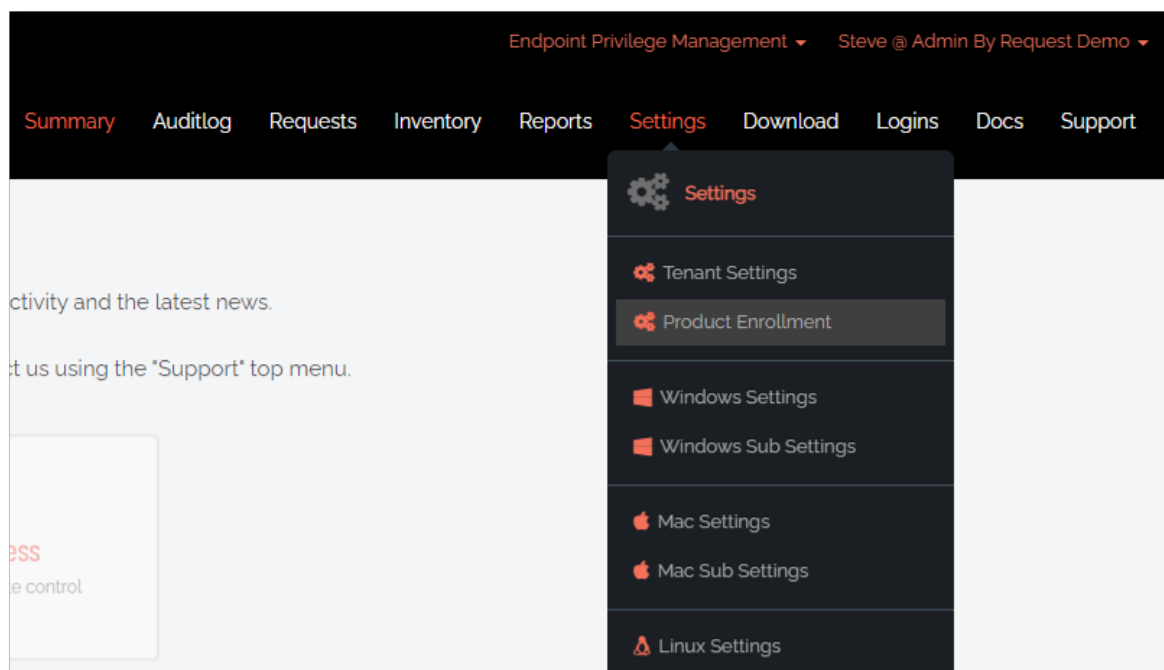 Endpoint Privilege Management Steve @ Admin By Request Demo
Summary Auditlog Requests Inventory Reports Settings Download Logins Docs Support
Settings
Tenant Settings
ctivity and the latest news.
Product Enrollment
ct us using the "Support" top menu.
Windows Settings
Windows Sub Settings
Mac Settings
ess
Mac Sub Settings
e control
Linux Settings